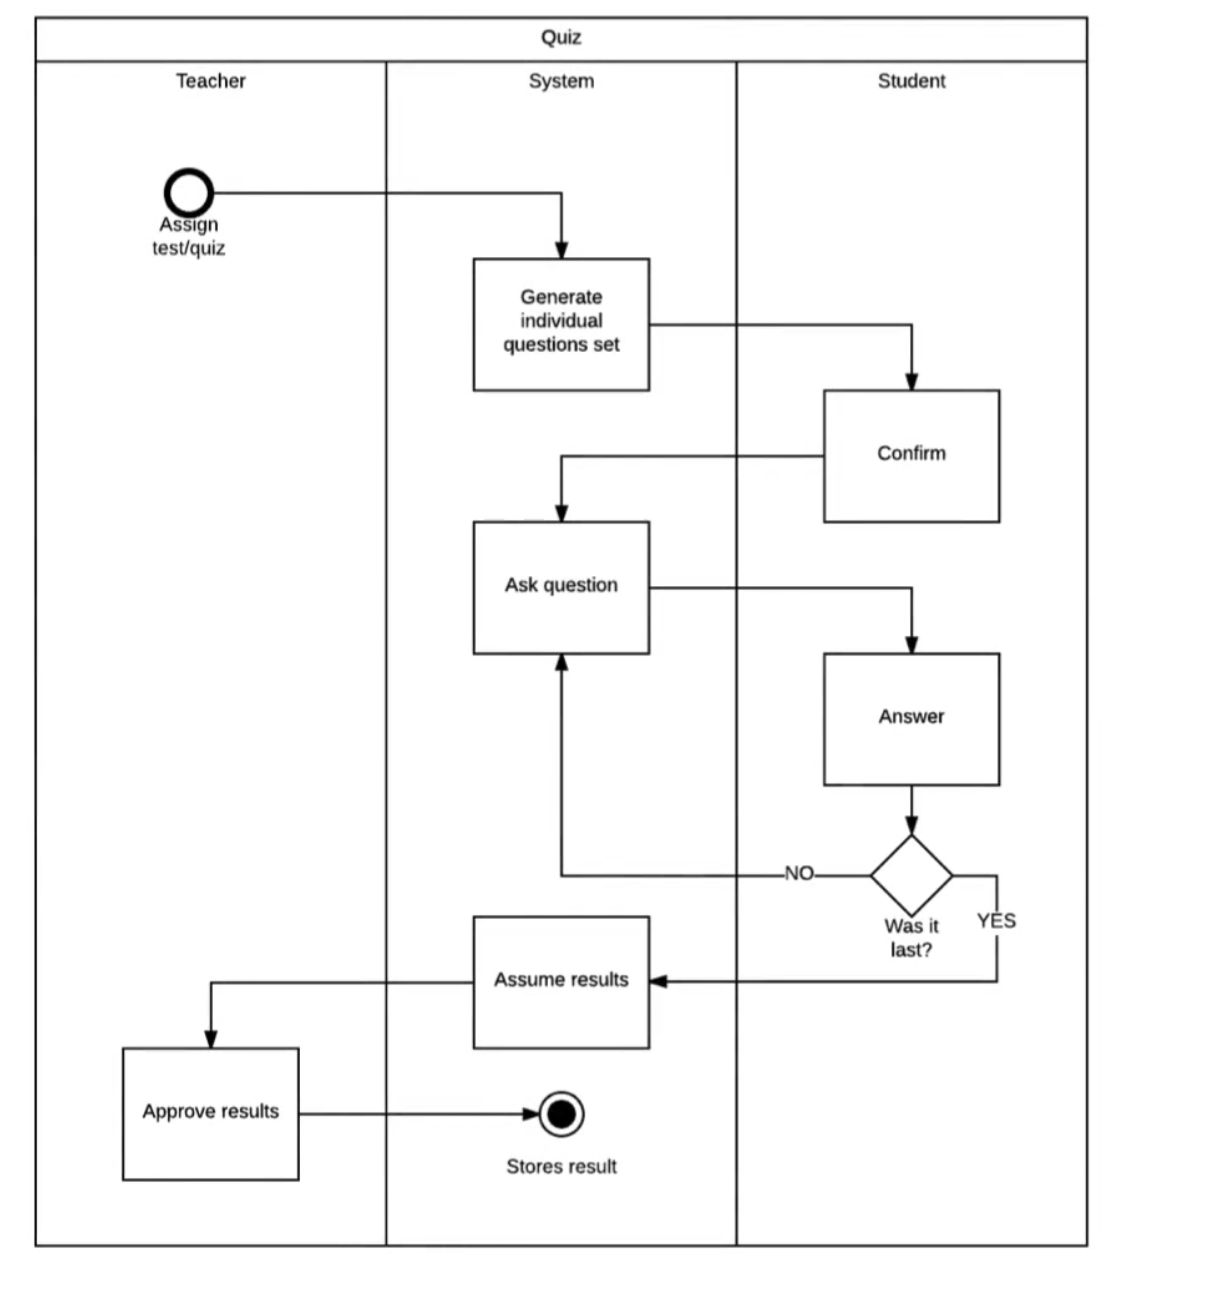 Quiz
Teacher
System
Student
Assign
test/quiz
Generate
individual
questions set
Confirm
Ask question
Answer
NO
Was it
last?
YES
Assume results
Approve results
Stores result